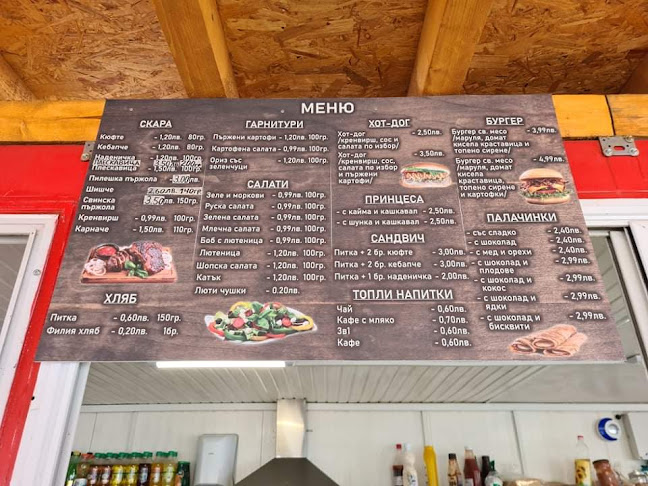 МЕНЮ
СКАРА
Кюфте - 1,20лв. 80гр.
Кебапче - 1,20лв. 80гр.
Наденичка - 1,20лв. 100гр.
Плескавица - 1,50лв. 100гр.
Пилешка пържола
Шишче 2.60лв. 140гр
Свинска 3.50лв. 150гр.
пържола
Кренвирш - 0,99лв. 100гр.
Карначе - 1,50лв. 110гр.
ХЛЯБ
Питка - 0,60лв. 150гр.
Филия хляб - 0,20лв. 1бр.
ГАРНИТУРИ
Пържени картофи - 1,20лв. 100гр.
Картофена салата - 0,99лв. 100гр.
Ориз със - 1,20лв. 100гр.
зеленчуци
САЛАТИ
Зеле и моркови - 0,99лв. 100гр.
Руска салата - 0,99лв. 100гр.
Зелена салата - 0,99лв. 100гр.
Млечна салата - 0,99лв. 100гр.
Боб с лютеница - 0,99лв. 100гр.
Лютеница - 1,20лв. 100гр.
Шопска салата - 1,20лв. 100гр.
Катък - 1,20лв. 100гр.
Люти чушки - 0.20лв.
ХОТ-ДОГ
Хот-дог - 2,50лв.
/кренвирш, сос и
салата по избор/
Хот-дог - 3,50лв.
/кренвирш, сос,
салата по избор
и пържени
картофи/
ПРИНЦЕСА
- с кайма и кашкавал - 2,50лв.
- с шунка и кашкавал - 2,50лв.
САНДВИЧ
Питка + 2 бр. кюфте - 3,00лв.
Питка + 2 бр. кебапче - 3,00лв.
Питка + 1 бр. наденичка - 2,00лв.
ТОПЛИ НАПИТКИ
Чай - 0,60лв.
Кафе с мляко - 0,70лв.
3в1 - 0,60лв.
Кафе - 0,60лв.
БУРГЕР
Бургер св. месо - 3,99лв.
/маруля, домат
кисела краставица и
топено сирене/
Бургер св. месо - 4,99лв.
/маруля, домат
кисела
краставица,
топено сирене
и картофки/
ПАЛАЧИНКИ
- със сладко - 2,40лв.
- с шоколад - 2,40лв.
- с мед и орехи - 2,40лв.
- с шоколад и - 2,99лв.
плодове
- с шоколад и - 2,99лв.
кокос
- с шоколад и - 2,99лв.
ядки
- с шоколад и - 2,99лв.
бисквити